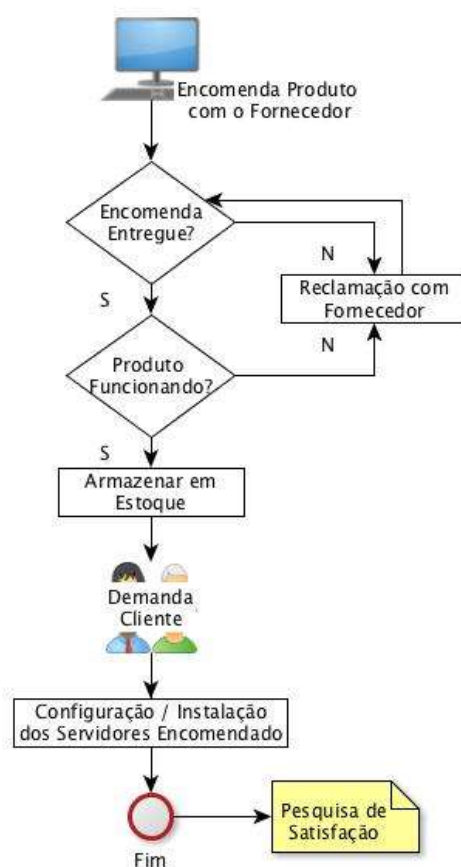 Encomenda Produto
com o Fornecedor
Encomenda
Entregue?
N
Reclamação com
Fornecedor
S
N
Produto
Funcionando?
S
Armazenar em
Estoque
Demanda
Cliente
Configuração / Instalação
dos Servidores Encomendado
Pesquisa de
Satisfação
Fim